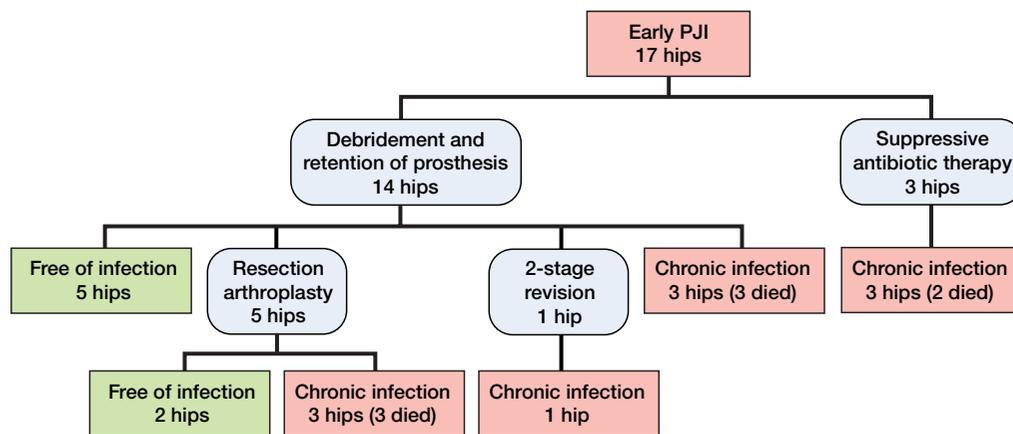 Early PJI
17 hips
Debridement and
retention of prosthesis
14 hips
Suppressive
antibiotic therapy
3 hips
Free of infection
5 hips
Resection
arthroplasty
5 hips
2-stage
revision
1 hip
Chronic infection
3 hips (3 died)
Chronic infection
3 hips (2 died)
Free of infection
2 hips
Chronic infection
3 hips (3 died)
Chronic infection
1 hip